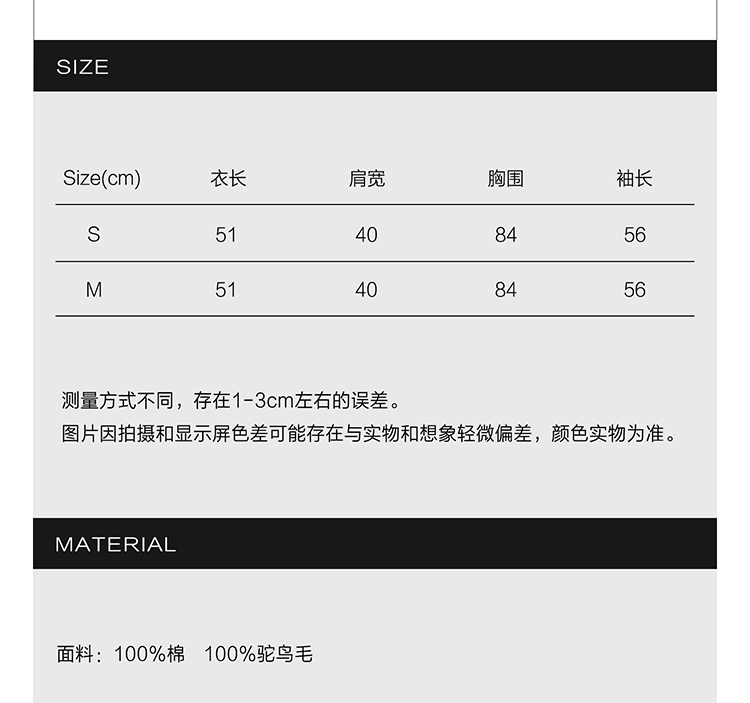 SIZE
Size(cm) 衣长 肩宽 胸围 袖长
S 51 40 84 56
M 51 40 84 56
测量方式不同，存在1-3cm左右的误差。
图片因拍摄和显示屏色差可能存在与实物和想象轻微偏差，颜色实物为准。
MATERIAL
面料：100%棉 100%驼鸟毛